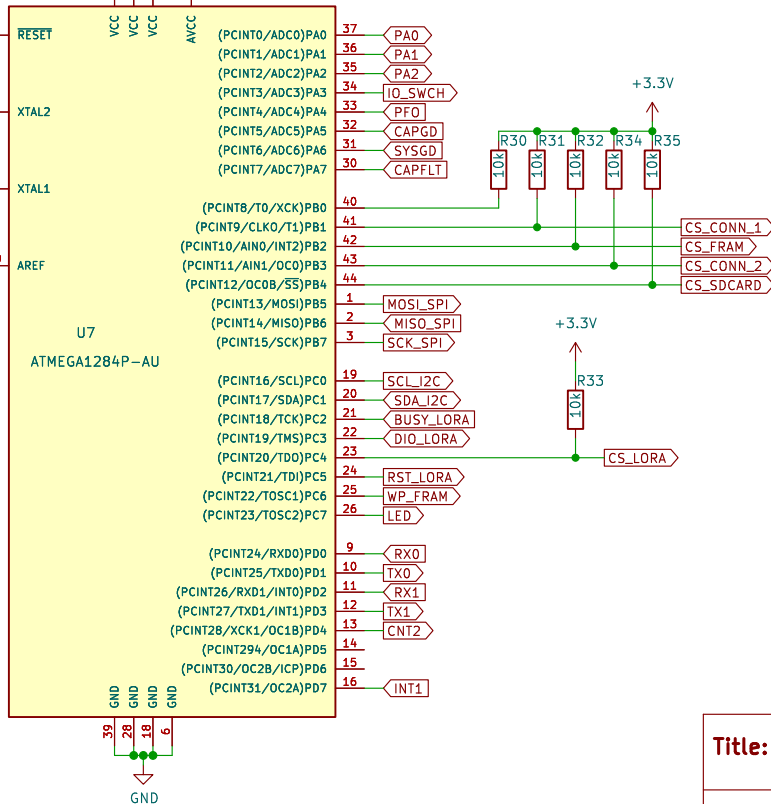 RESET VCC VCC VCC AVCC (PCINT0/ADC0)PA0 37 PA0
(PCINT1/ADC1)PA1 36 PA1
(PCINT2/ADC2)PA2 35 PA2
(PCINT3/ADC3)PA3 34 IO_SWCH
+3.3V
XTAL2 (PCINT4/ADC4)PA4 33 PFO
(PCINT5/ADC5)PA5 32 CAPGD
R30 R31 R32 R34 R35
(PCINT6/ADC6)PA6 31 SYSGD
10k 10k 10k 10k 10k
(PCINT7/ADC7)PA7 30 CAPFLT
XTAL1
(PCINT8/T0/XCK)PB0 40
(PCINT9/CLKO/T1)PB1 41 CS_CONN_1
(PCINT10/AIN0/INT2)PB2 42 CS_FRAM
AREF (PCINT11/AIN1/OC0)PB3 43 CS_CONN_2
(PCINT12/OC0B/SS)PB4 44 CS_SDCARD
(PCINT13/MOSI)PB5 1 MOSI_SPI
(PCINT14/MISO)PB6 2 MISO_SPI
+3.3V
U7
(PCINT15/SCK)PB7 3 SCK_SPI
ATMEGA1284P-AU
(PCINT16/SCL)PC0 19 SCL_I2C
R33
(PCINT17/SDA)PC1 20 SDA_I2C
10k
(PCINT18/TCK)PC2 21 BUSY_LORA
(PCINT19/TMS)PC3 22 DIO_LORA
(PCINT20/TDO)PC4 23 CS_LORA
(PCINT21/TDI)PC5 24 RST_LORA
(PCINT22/TOSC1)PC6 25 WP_FRAM
(PCINT23/TOSC2)PC7 26 LED
(PCINT24/RXD0)PD0 9 RX0
(PCINT25/TXD0)PD1 10 TX0
(PCINT26/RXD1/INT0)PD2 11 RX1
(PCINT27/TXD1/INT1)PD3 12 TX1
(PCINT28/XCK1/OC1B)PD4 13 CNT2
(PCINT294/OC1A)PD5 14
(PCINT30/OC2B/ICP)PD6 15
(PCINT31/OC2A)PD7 16 INT1
GND GND GND GND
39 28 18 6
Title:
GND